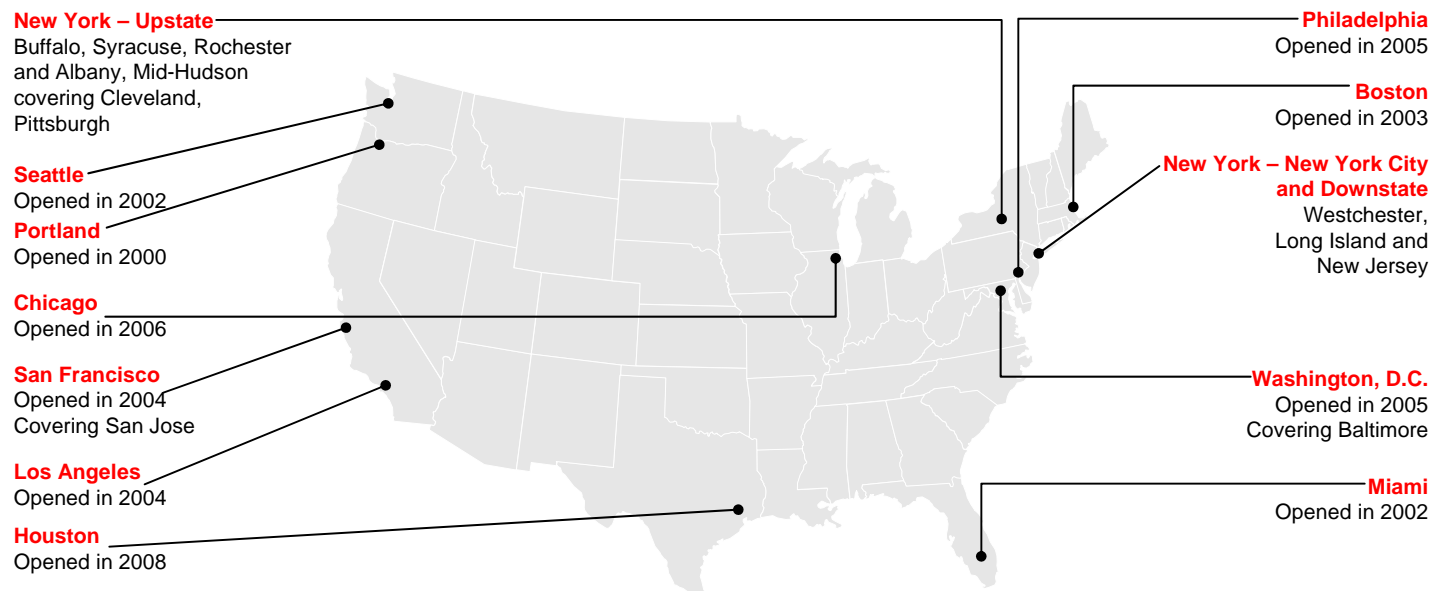 New York – Upstate
Buffalo, Syracuse, Rochester
and Albany, Mid-Hudson
covering Cleveland,
Pittsburgh
Seattle
Opened in 2002
Portland
Opened in 2000
Chicago
Opened in 2006
San Francisco
Opened in 2004
Covering San Jose
Los Angeles
Opened in 2004
Houston
Opened in 2008
Philadelphia
Opened in 2005
Boston
Opened in 2003
New York – New York City
and Downstate
Westchester,
Long Island and
New Jersey
Washington, D.C.
Opened in 2005
Covering Baltimore
Miami
Opened in 2002